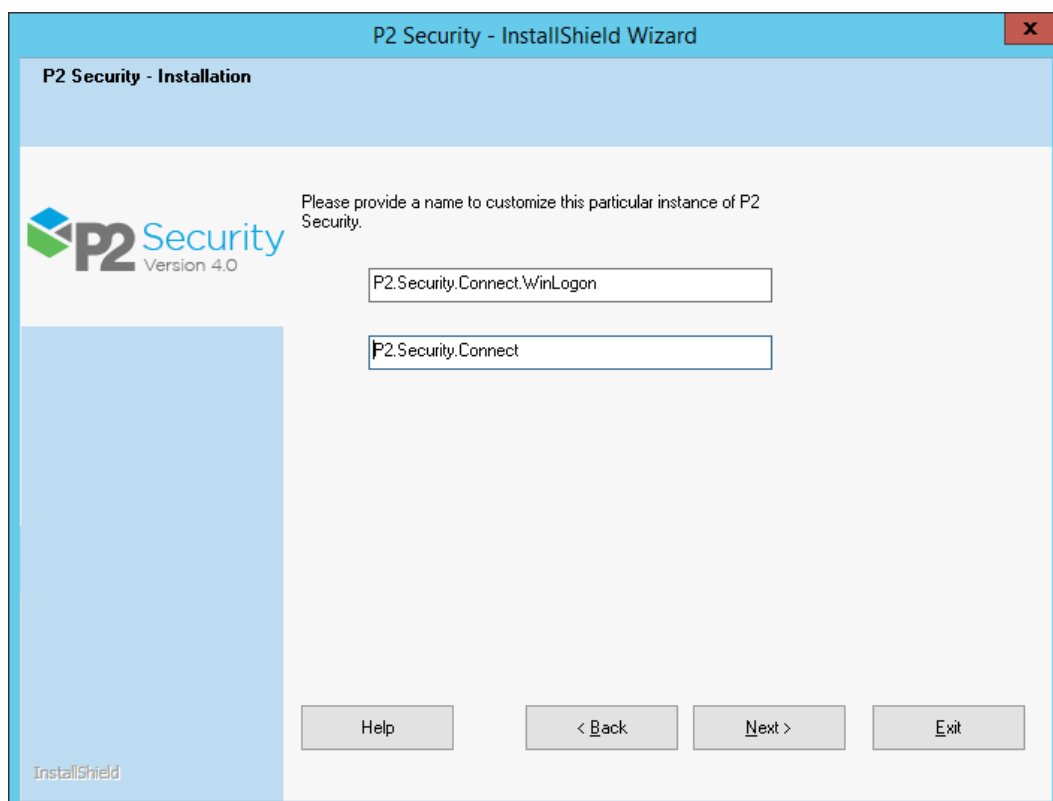 P2 Security - InstallShield Wizard
x
P2 Security - Installation
P2 Security
Version 4.0
Please provide a name to customize this particular instance of P2
Security.
P2.Security.Connect.WinLogon
P2.Security.Connect
Help
< Back
Next >
Exit
InstallShield